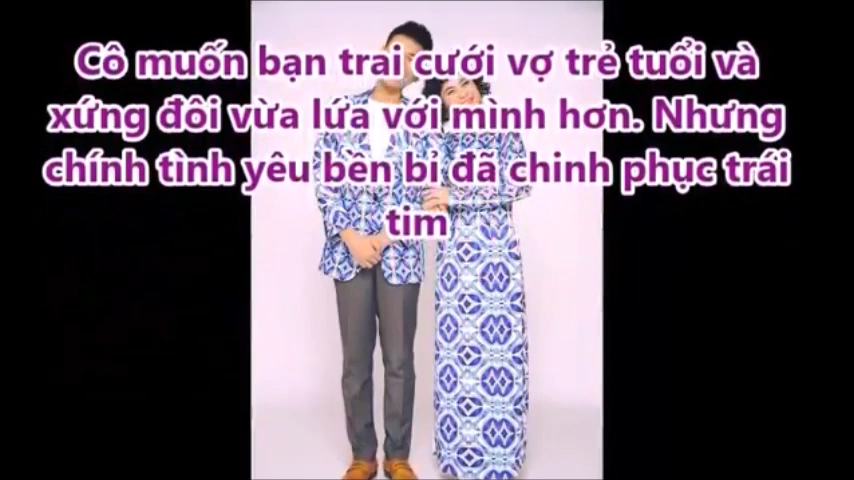 Cô muốn bạn trai cưới vợ trẻ tuổi và
xứng đôi vừa lứa với mình hơn. Nhưng
chính tình yêu bền bỉ đã chinh phục trái
tim